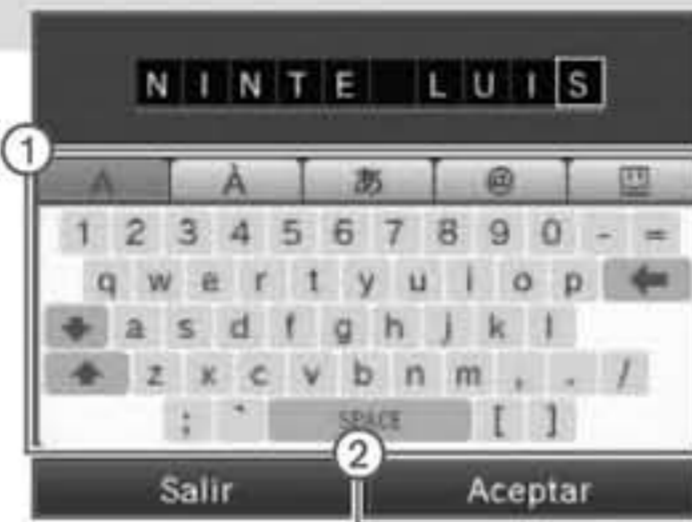 NINTE LUIS
1
A À あ @
1 2 3 4 5 6 7 8 9 0 - =
q w e r t y u i o p
a s d f g h j k l
z x c v b n m , . /
; ' SPACE [ ]
2
Salir Aceptar